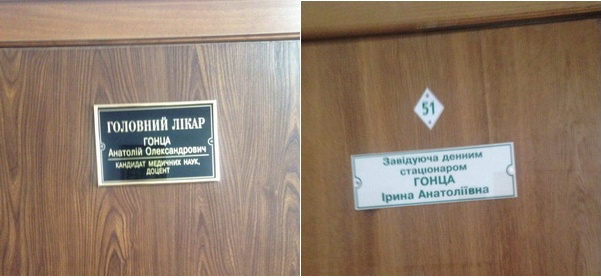 ГОЛОВНИЙ ЛІКАР
ГОНЦА
Анатолій Олександрович
КАНДИДАТ МЕДИЧНИХ НАУК,
ДОЦЕНТ
51
Завідуюча денним
стаціонаром
ГОНЦА
Ірина Анатоліївна